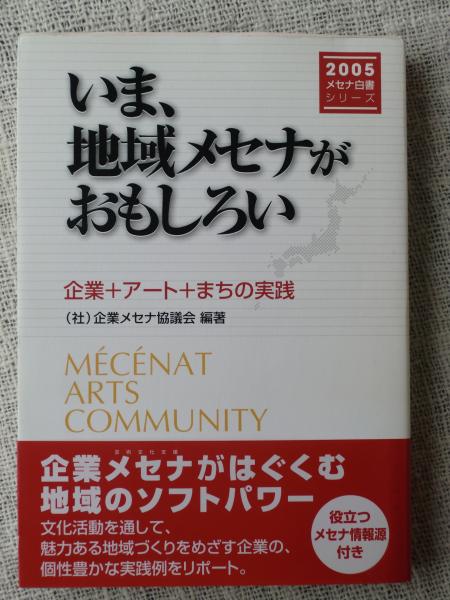 2005
メセナ白書
シリーズ
いま、
地域メセナが
おもしろい
企業+アート+まちの実践
（社）企業メセナ協議会 編著
MÉCÉNAT
ARTS
COMMUNITY
芸術文化支援
企業メセナがはぐくむ
地域のソフトパワー
文化活動を通して、
魅力ある地域づくりをめざす企業の、
個性豊かな実践例をリポート。
役立つ
メセナ情報源
付き